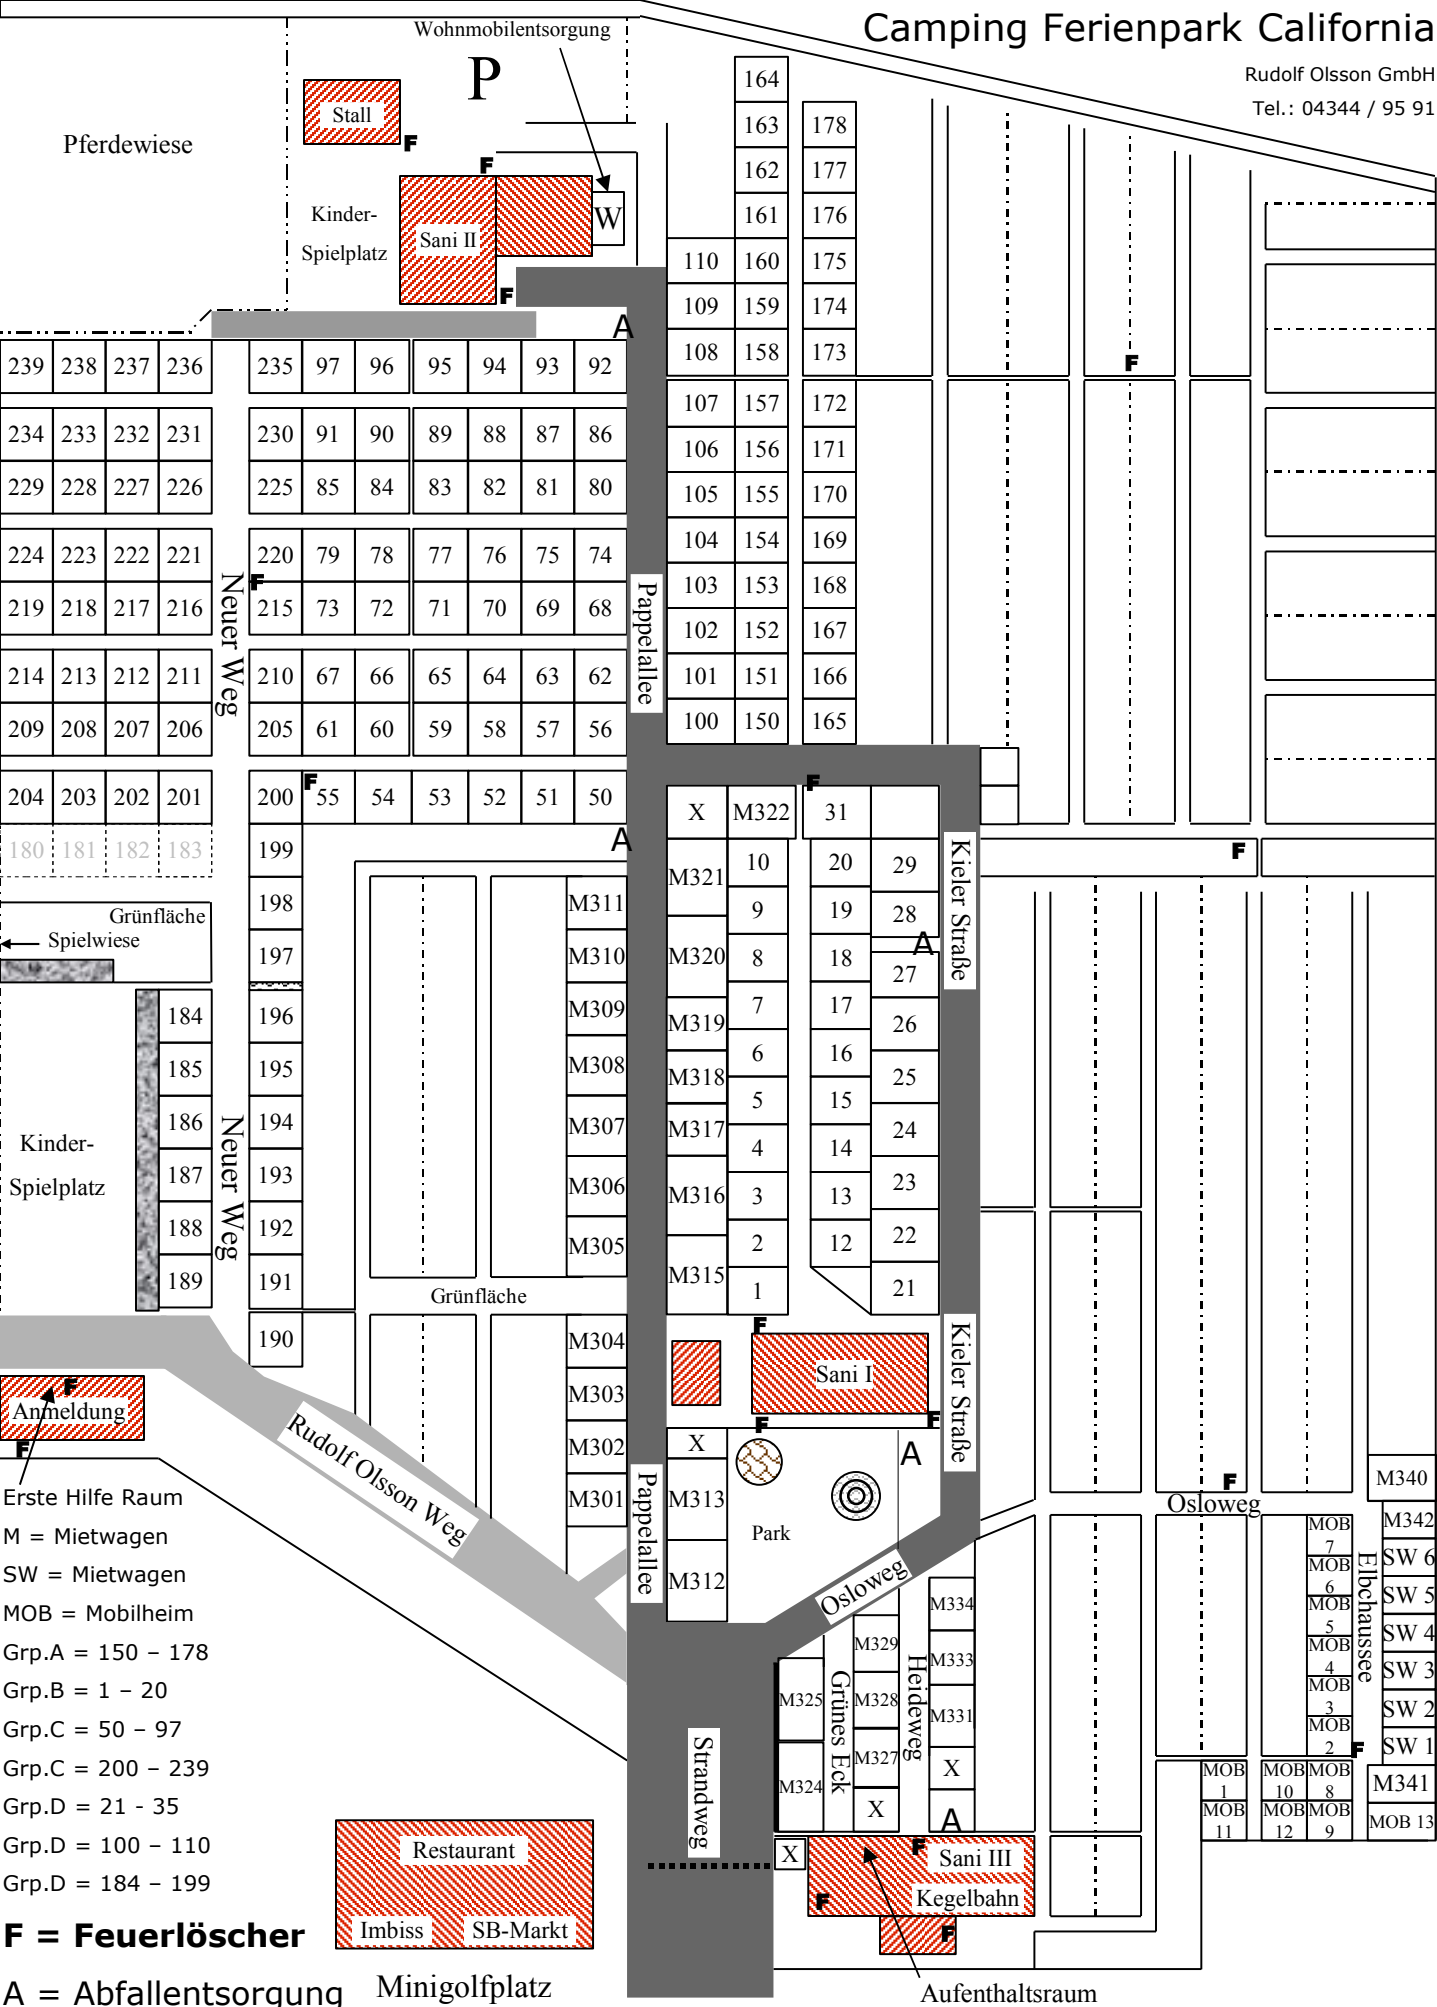 Camping Ferienpark California
Rudolf Olsson GmbH
Tel.: 04344 / 95 91
Wohnmobilentsorgung
P
Stall
F
Pferdewiese
F
Kinder-
Spielplatz
Sani II
W
F
A
164
163 178
162 177
161 176
110 160 175
109 159 174
108 158 173
F
239 238 237 236 235 97 96 95 94 93 92
107 157 172
234 233 232 231 230 91 90 89 88 87 86
106 156 171
229 228 227 226 225 85 84 83 82 81 80
105 155 170
104 154 169
224 223 222 221 220 79 78 77 76 75 74
F
103 153 168
219 218 217 216 215 73 72 71 70 69 68
102 152 167
Neuer Weg
Pappelallee
214 213 212 211 210 67 66 65 64 63 62
101 151 166
209 208 207 206 205 61 60 59 58 57 56
100 150 165
F
204 203 202 201 200 55 54 53 52 51 50
F
X M322 31
180 181 182 183 199
A
M321 10 20 29
F
Kieler Straße
198 M311
9 19 28
Grünfläche
Spielwiese
A
197 M310 M320 8 18 27
184 196 M309 M319 7 17 26
185 195 M308 M318 6 16 25
186 194 M307 M317 5 15 24
Neuer Weg
Kinder-
Spielplatz
4 14
187 193 M306 M316 3 13 23
188 192 M305 2 12 22
189 191 M315 1 21
Grünfläche
190 M304
F
Sani I
Kieler Straße
F
Anmeldung
F
M303
F
F
M302 X
A
Rudolf Olsson Weg
M301
Pappelallee
M313
Park
M312
Osloweg
F
Osloweg
M340
MOB
7
M342
MOB
6
SW 6
MOB
5
SW 5
MOB
4
SW 4
MOB
3
SW 3
MOB
2
SW 2
F
SW 1
Elbchaussee
MOB
1
MOB
10
MOB
8
M341
MOB
11
MOB
12
MOB
9
MOB 13
M334
M329
M333
M325
M328
M331
Grünes Eck
Heideweg
M327
X
M324
X
A
Strandweg
X
F
Sani III
Kegelbahn
F
F
Aufenthaltsraum
Erste Hilfe Raum
M = Mietwagen
SW = Mietwagen
MOB = Mobilheim
Grp.A = 150 – 178
Grp.B = 1 – 20
Grp.C = 50 – 97
Grp.C = 200 – 239
Grp.D = 21 - 35
Grp.D = 100 – 110
Grp.D = 184 – 199
F = Feuerlöscher
A = Abfallentsorgung
Restaurant
Imbiss SB-Markt
Minigolfplatz